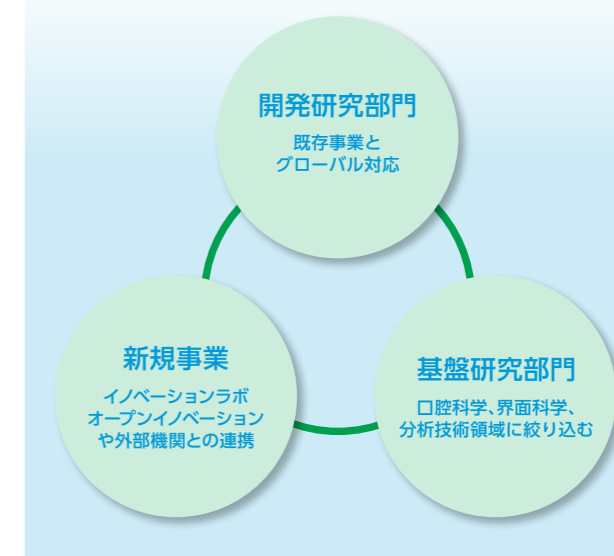 開発研究部門
既存事業と
グローバル対応
新規事業
イノベーションラボ
オープンイノベーション
や外部機関との連携
基盤研究部門
口腔科学、界面科学、
分析技術領域に絞り込む